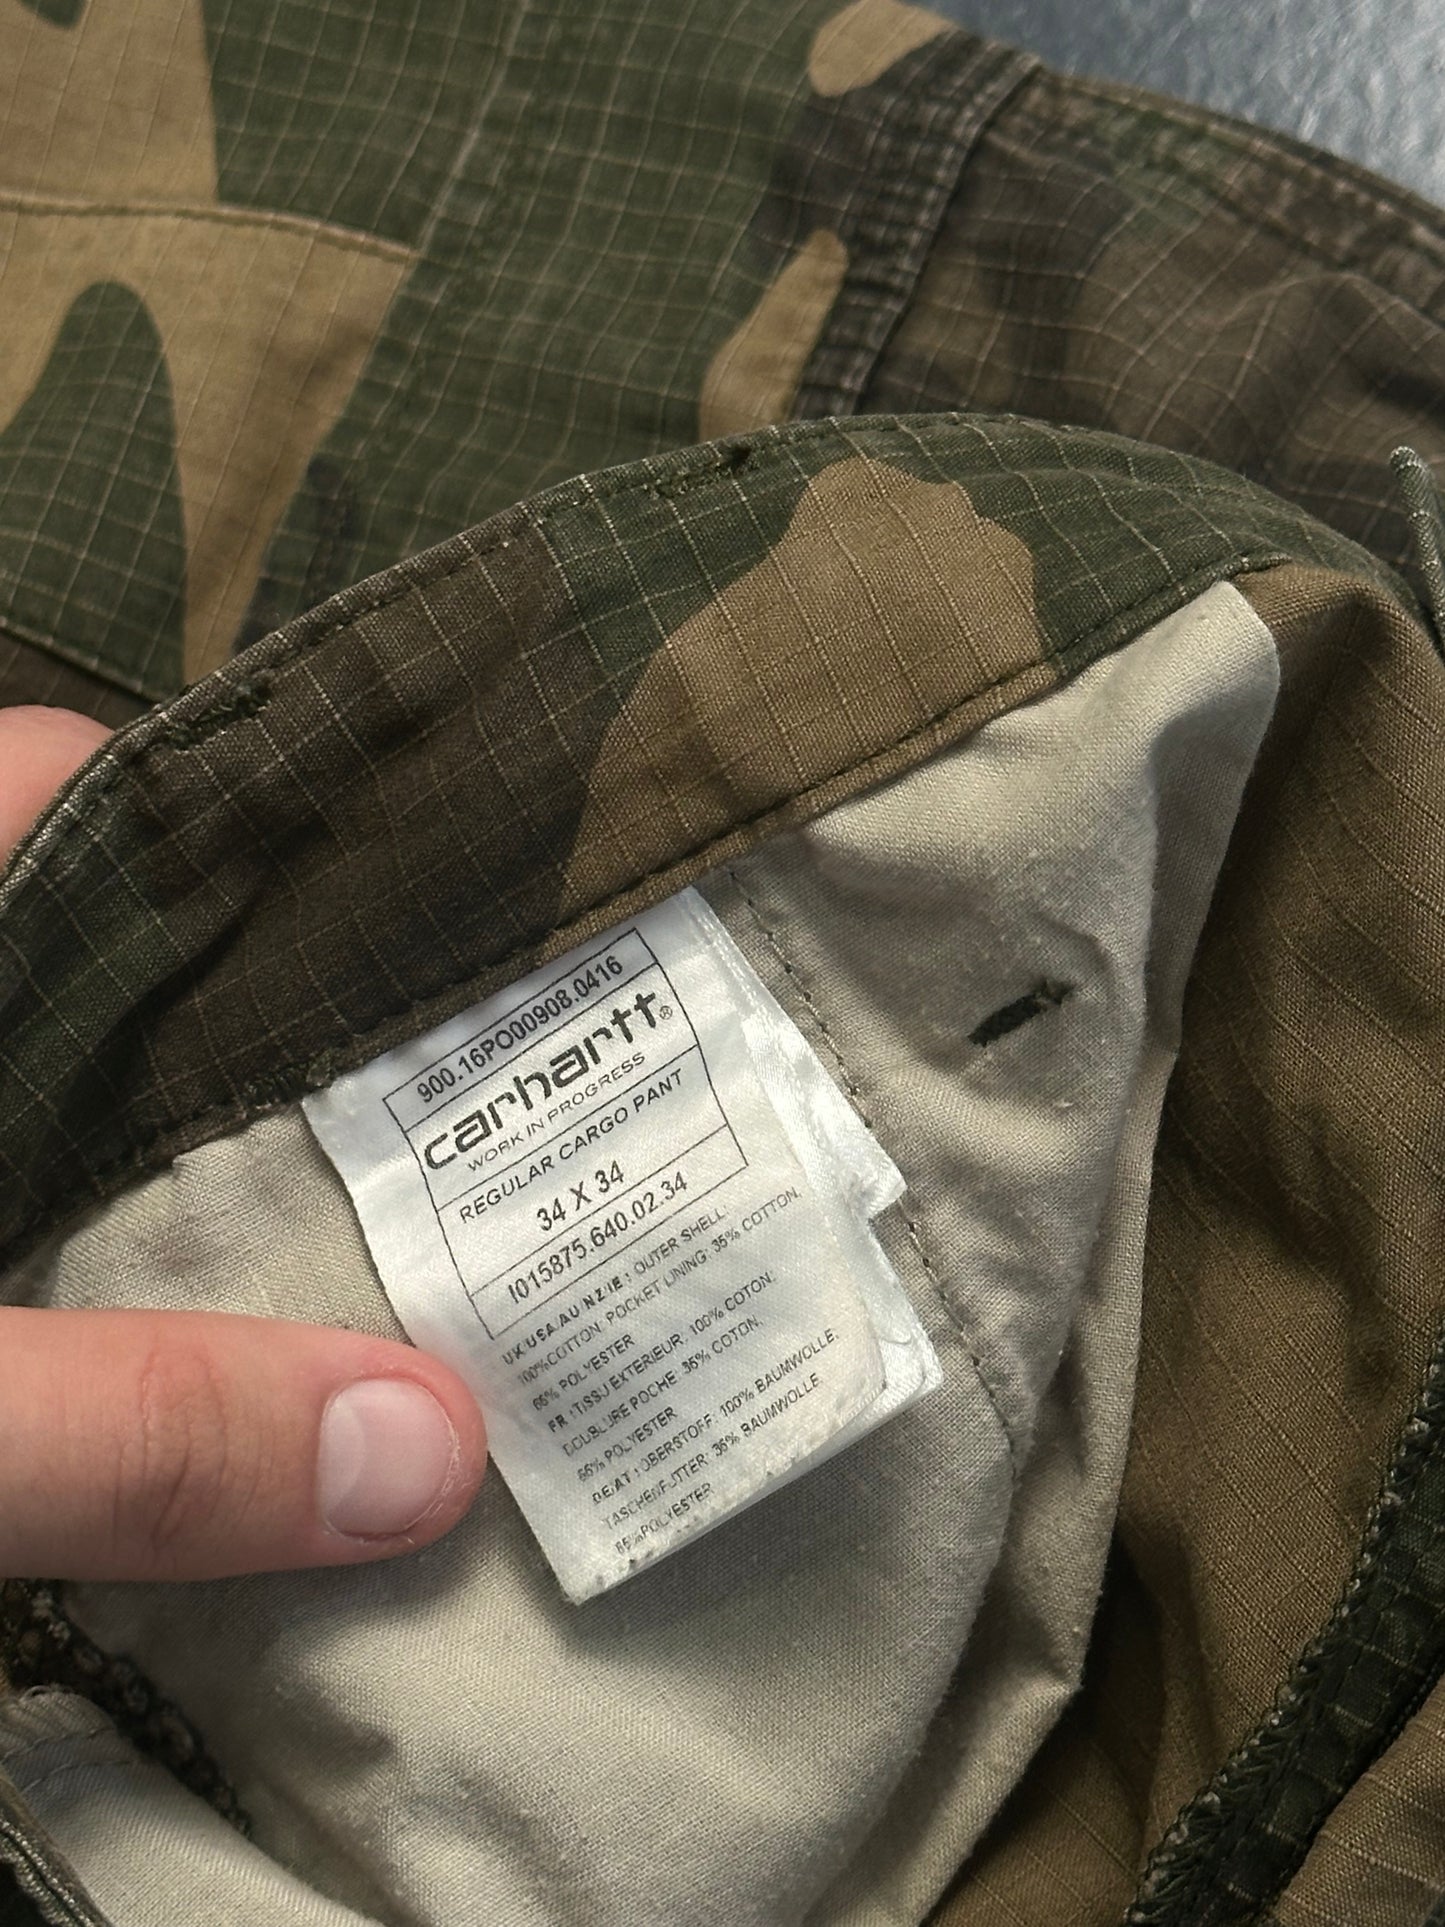 900.16PO00908.0416
carhartt®
WORK IN PROGRESS
REGULAR CARGO PANT
34 X 34
I015875.640.02.34
UK/USA/AU/NZ/IE : OUTER SHELL:
100%COTTON. POCKET LINING: 35% COTTON,
65% POLYESTER
FR : TISSU EXTERIEUR: 100% COTON:
DOUBLURE POCHE: 35% COTON,
65% POLYESTER
DE/AT : OBERSTOFF: 100% BAUMWOLLE.
TASCHENFUTTER: 35% BAUMWOLLE
65%POLYESTER